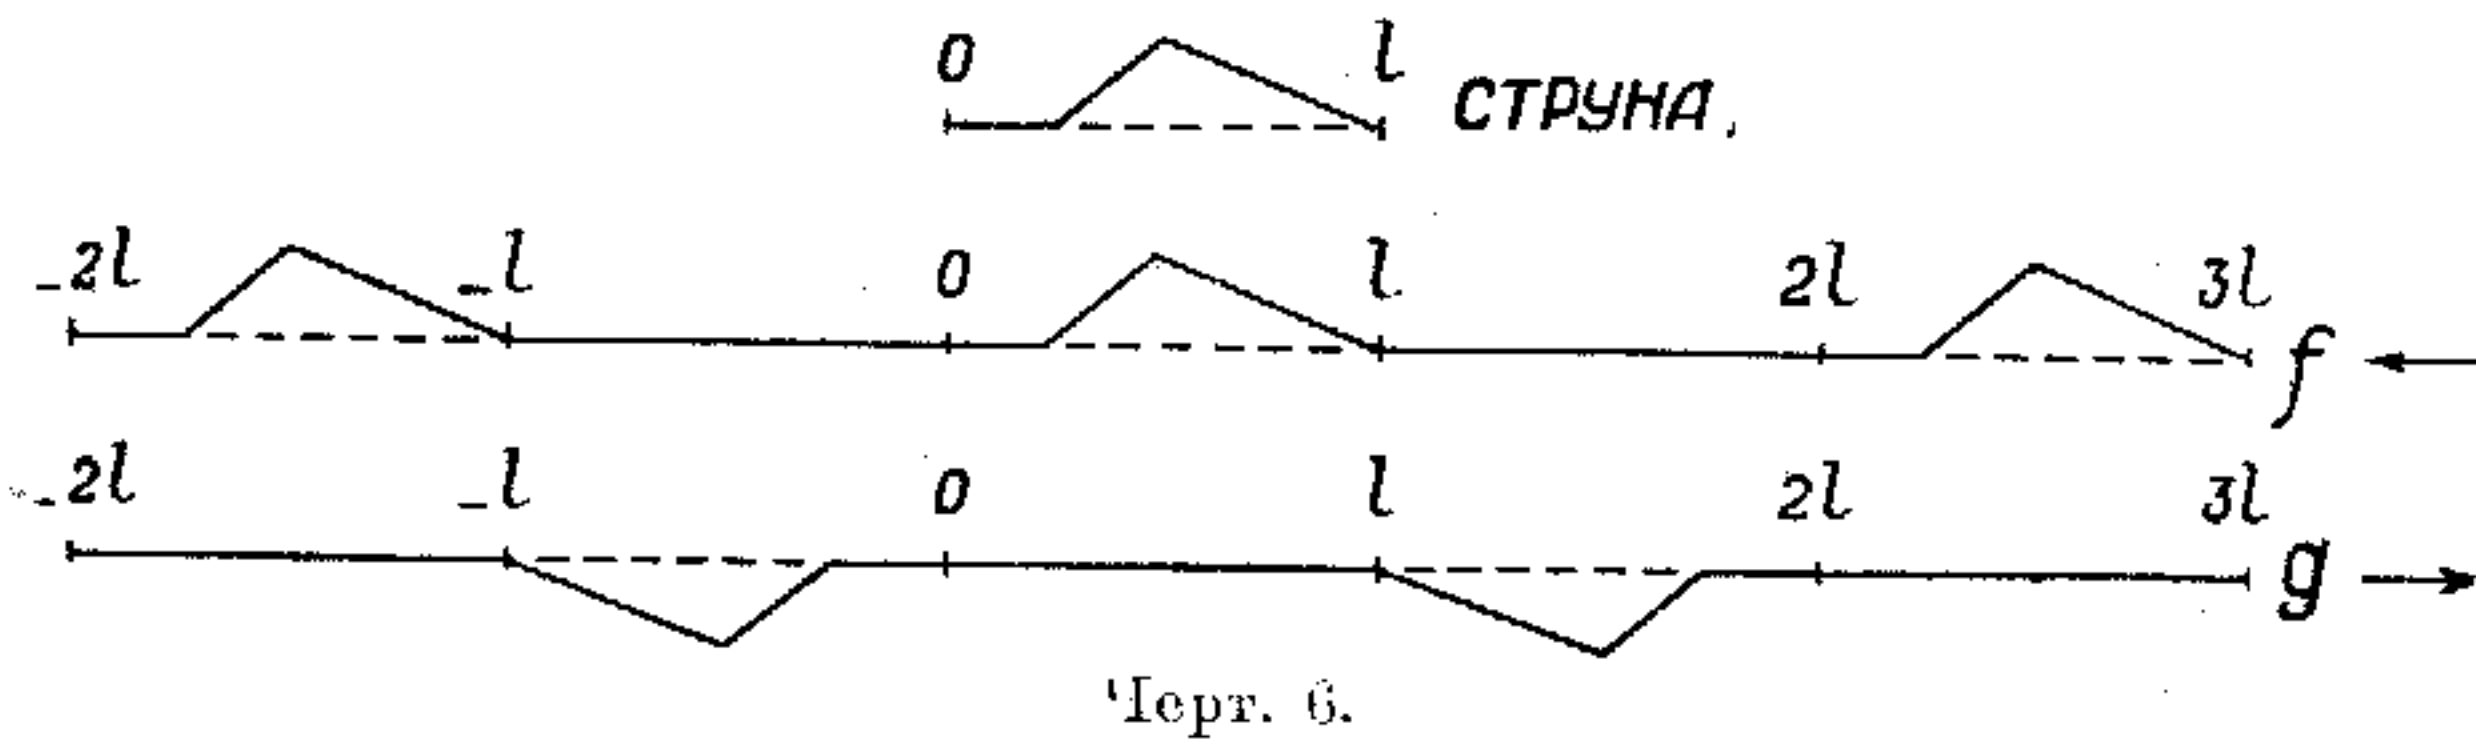 0 l СТРУНА,
-2l -l 0 l 2l 3l f
-2l -l 0 l 2l 3l g
Черт. 6.